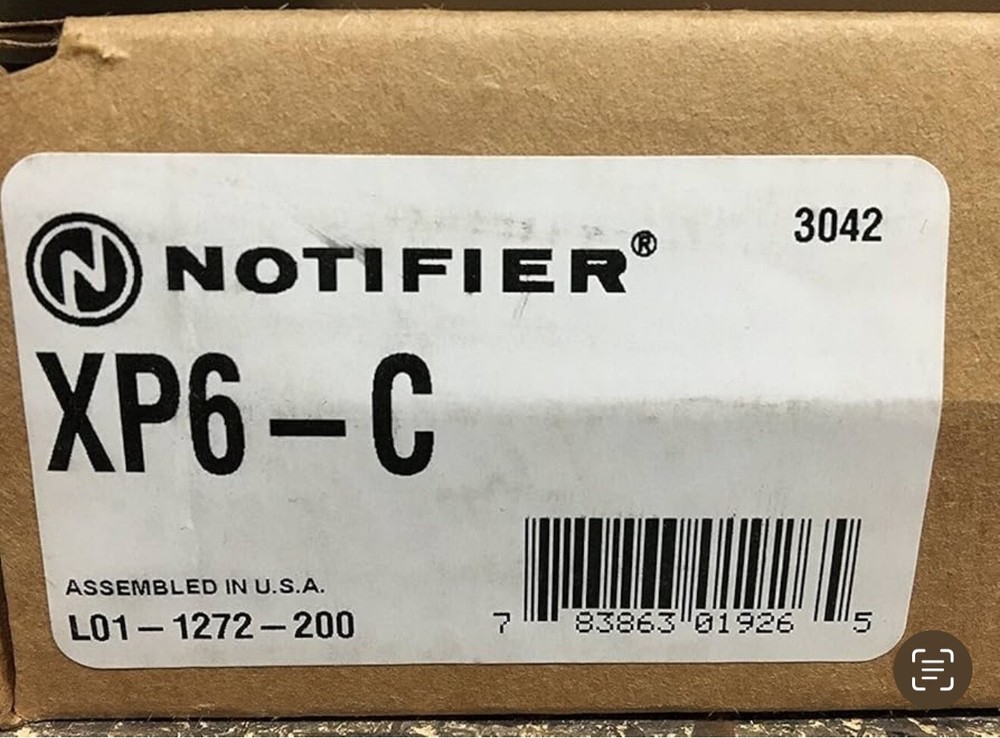 NOTIFIER®
3042
XP6-C
ASSEMBLED IN U.S.A.
L01-1272-200
7 83863 01926 5